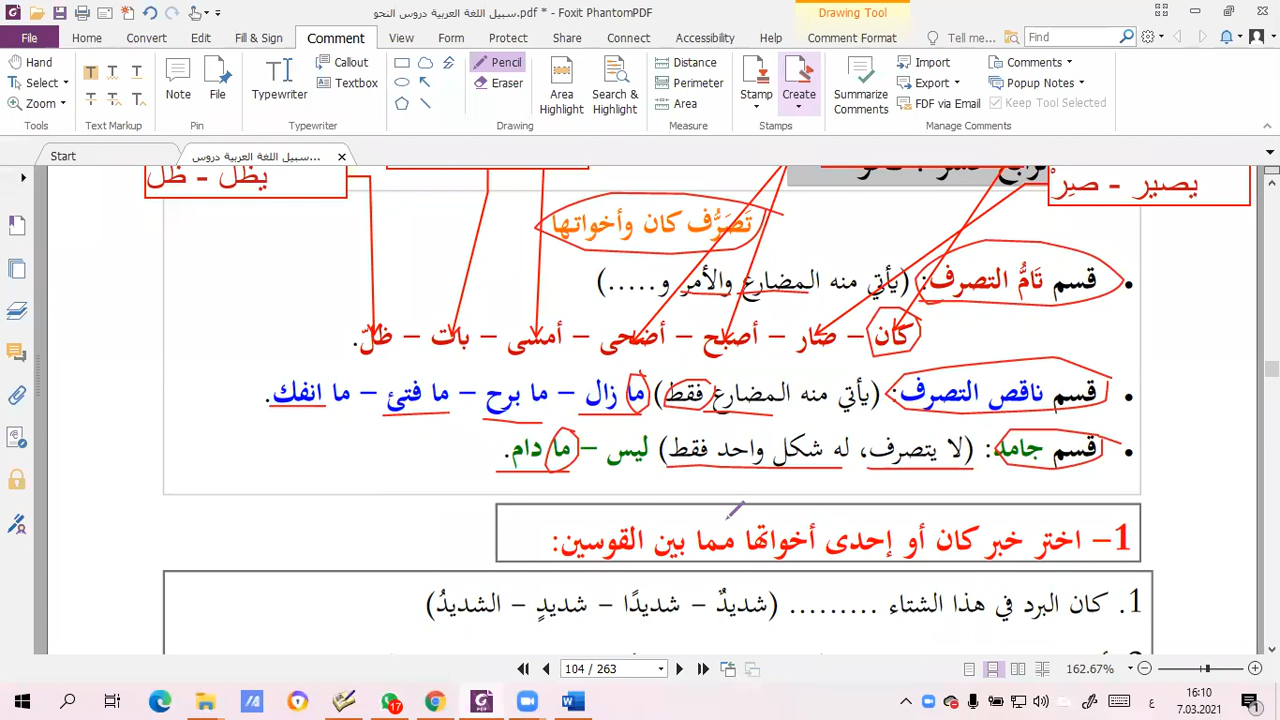 سبيل اللغة العربية دروس النحو.pdf * - Foxit PhantomPDF
Drawing Tool
File Home Convert Edit Fill & Sign Comment View Form Protect Share Connect Accessibility Help Comment Format Tell me... Find
Hand
Select
Zoom
Tools
Text Markup
Note
File
Pin
Typewriter
Callout
Textbox
Typewriter
Pencil
Eraser
Drawing
Area Highlight
Search & Highlight
Distance
Perimeter
Area
Measure
Stamp
Create
Stamps
Summarize Comments
Import
Export
FDF via Email
Comments
Popup Notes
Keep Tool Selected
Manage Comments
Start
سبيل اللغة العربية دروس...
يصير - صِرْ
يظل - ظل
تَصَرُّف كان وأخواتها
• قسم تَامُّ التصرف: (يأتي منه المضارع والأمر و.....)
كان – صار – أصبح – أضحى – أمسى – بات – ظلّ.
• قسم ناقص التصرف: (يأتي منه المضارع فقط) ما زال – ما برح – ما فتئ – ما انفك.
• قسم جامد: (لا يتصرف، له شكل واحد فقط) ليس – ما دام.
1– اختر خبر كان أو إحدى أخواتها مما بين القوسين:
1. كان البرد في هذا الشتاء ......... (شديدٌ – شديدًا – شديدٍ – الشديدُ)
104 / 263
162.67%
17
ع
16:10
7.03.2021
1